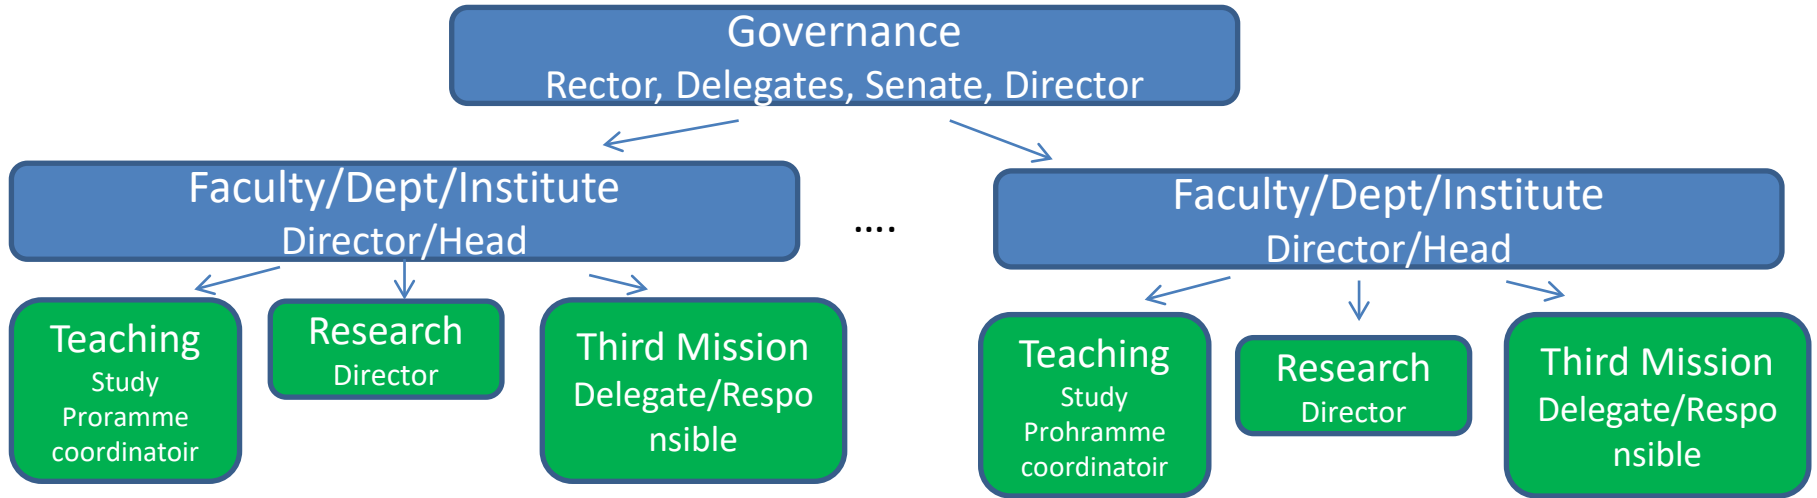 Governance
Rector, Delegates, Senate, Director
Faculty/Dept/Institute
Director/Head
....
Faculty/Dept/Institute
Director/Head
Teaching
Study
Proramme
coordinatoir
Research
Director
Third Mission
Delegate/Respo
nsible
Teaching
Study
Prohramme
coordinatoir
Research
Director
Third Mission
Delegate/Respo
nsible